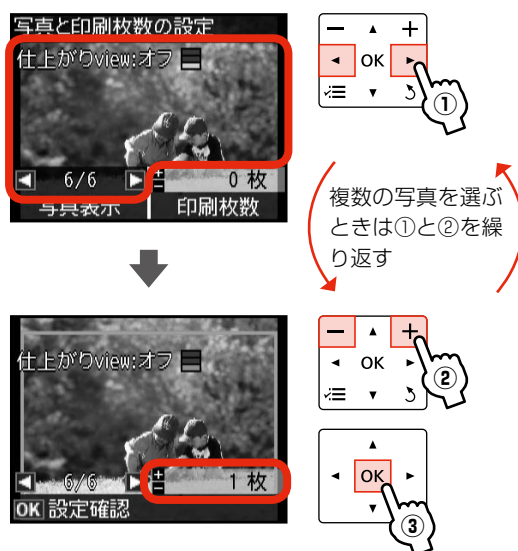 写真と印刷枚数の設定
仕上がりview:オフ
6/6
0 枚
写真表示
印刷枚数
OK
①
複数の写真を選ぶ
ときは①と②を繰
り返す
仕上がりview:オフ
6/6
1 枚
OK 設定確認
OK
②
OK
③